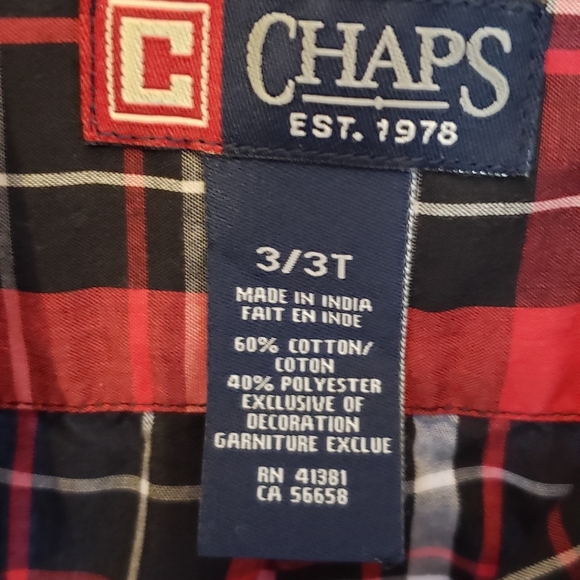 C
CHAPS
EST. 1978
3/3T
MADE IN INDIA
FAIT EN INDE
60% COTTON/
COTON
40% POLYESTER
EXCLUSIVE OF
DECORATION
GARNITURE EXCLUE
RN 41381
CA 56658